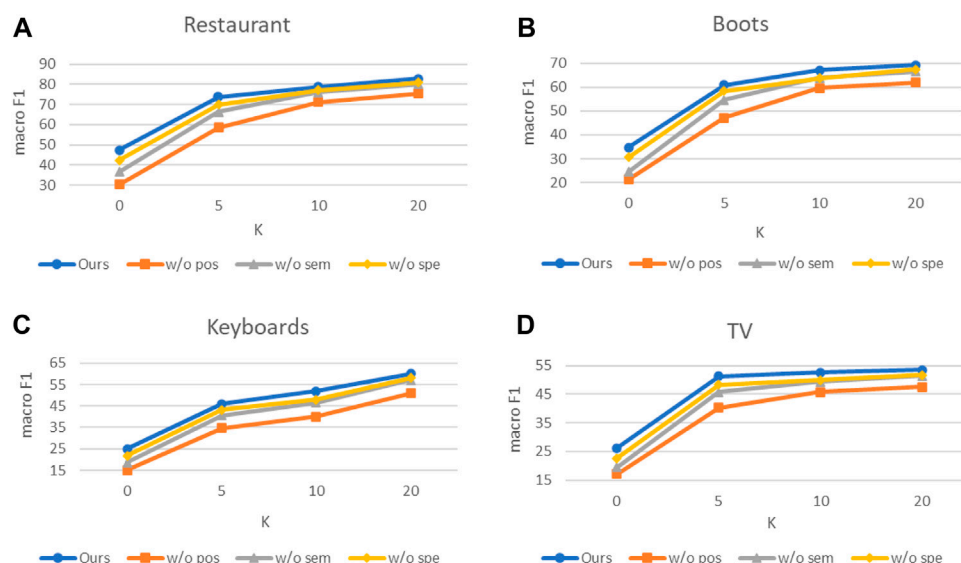 A
Restaurant
macro F1
90
80
70
60
50
40
30
0 5 10 20
K
Ours w/o pos w/o sem w/o spe
B
Boots
macro F1
70
60
50
40
30
20
0 5 10 20
K
Ours w/o pos w/o sem w/o spe
C
Keyboards
macro F1
65
55
45
35
25
15
0 5 10 20
K
Ours w/o pos w/o sem w/o spe
D
TV
macro F1
55
45
35
25
15
0 5 10 20
K
Ours w/o pos w/o sem w/o spe